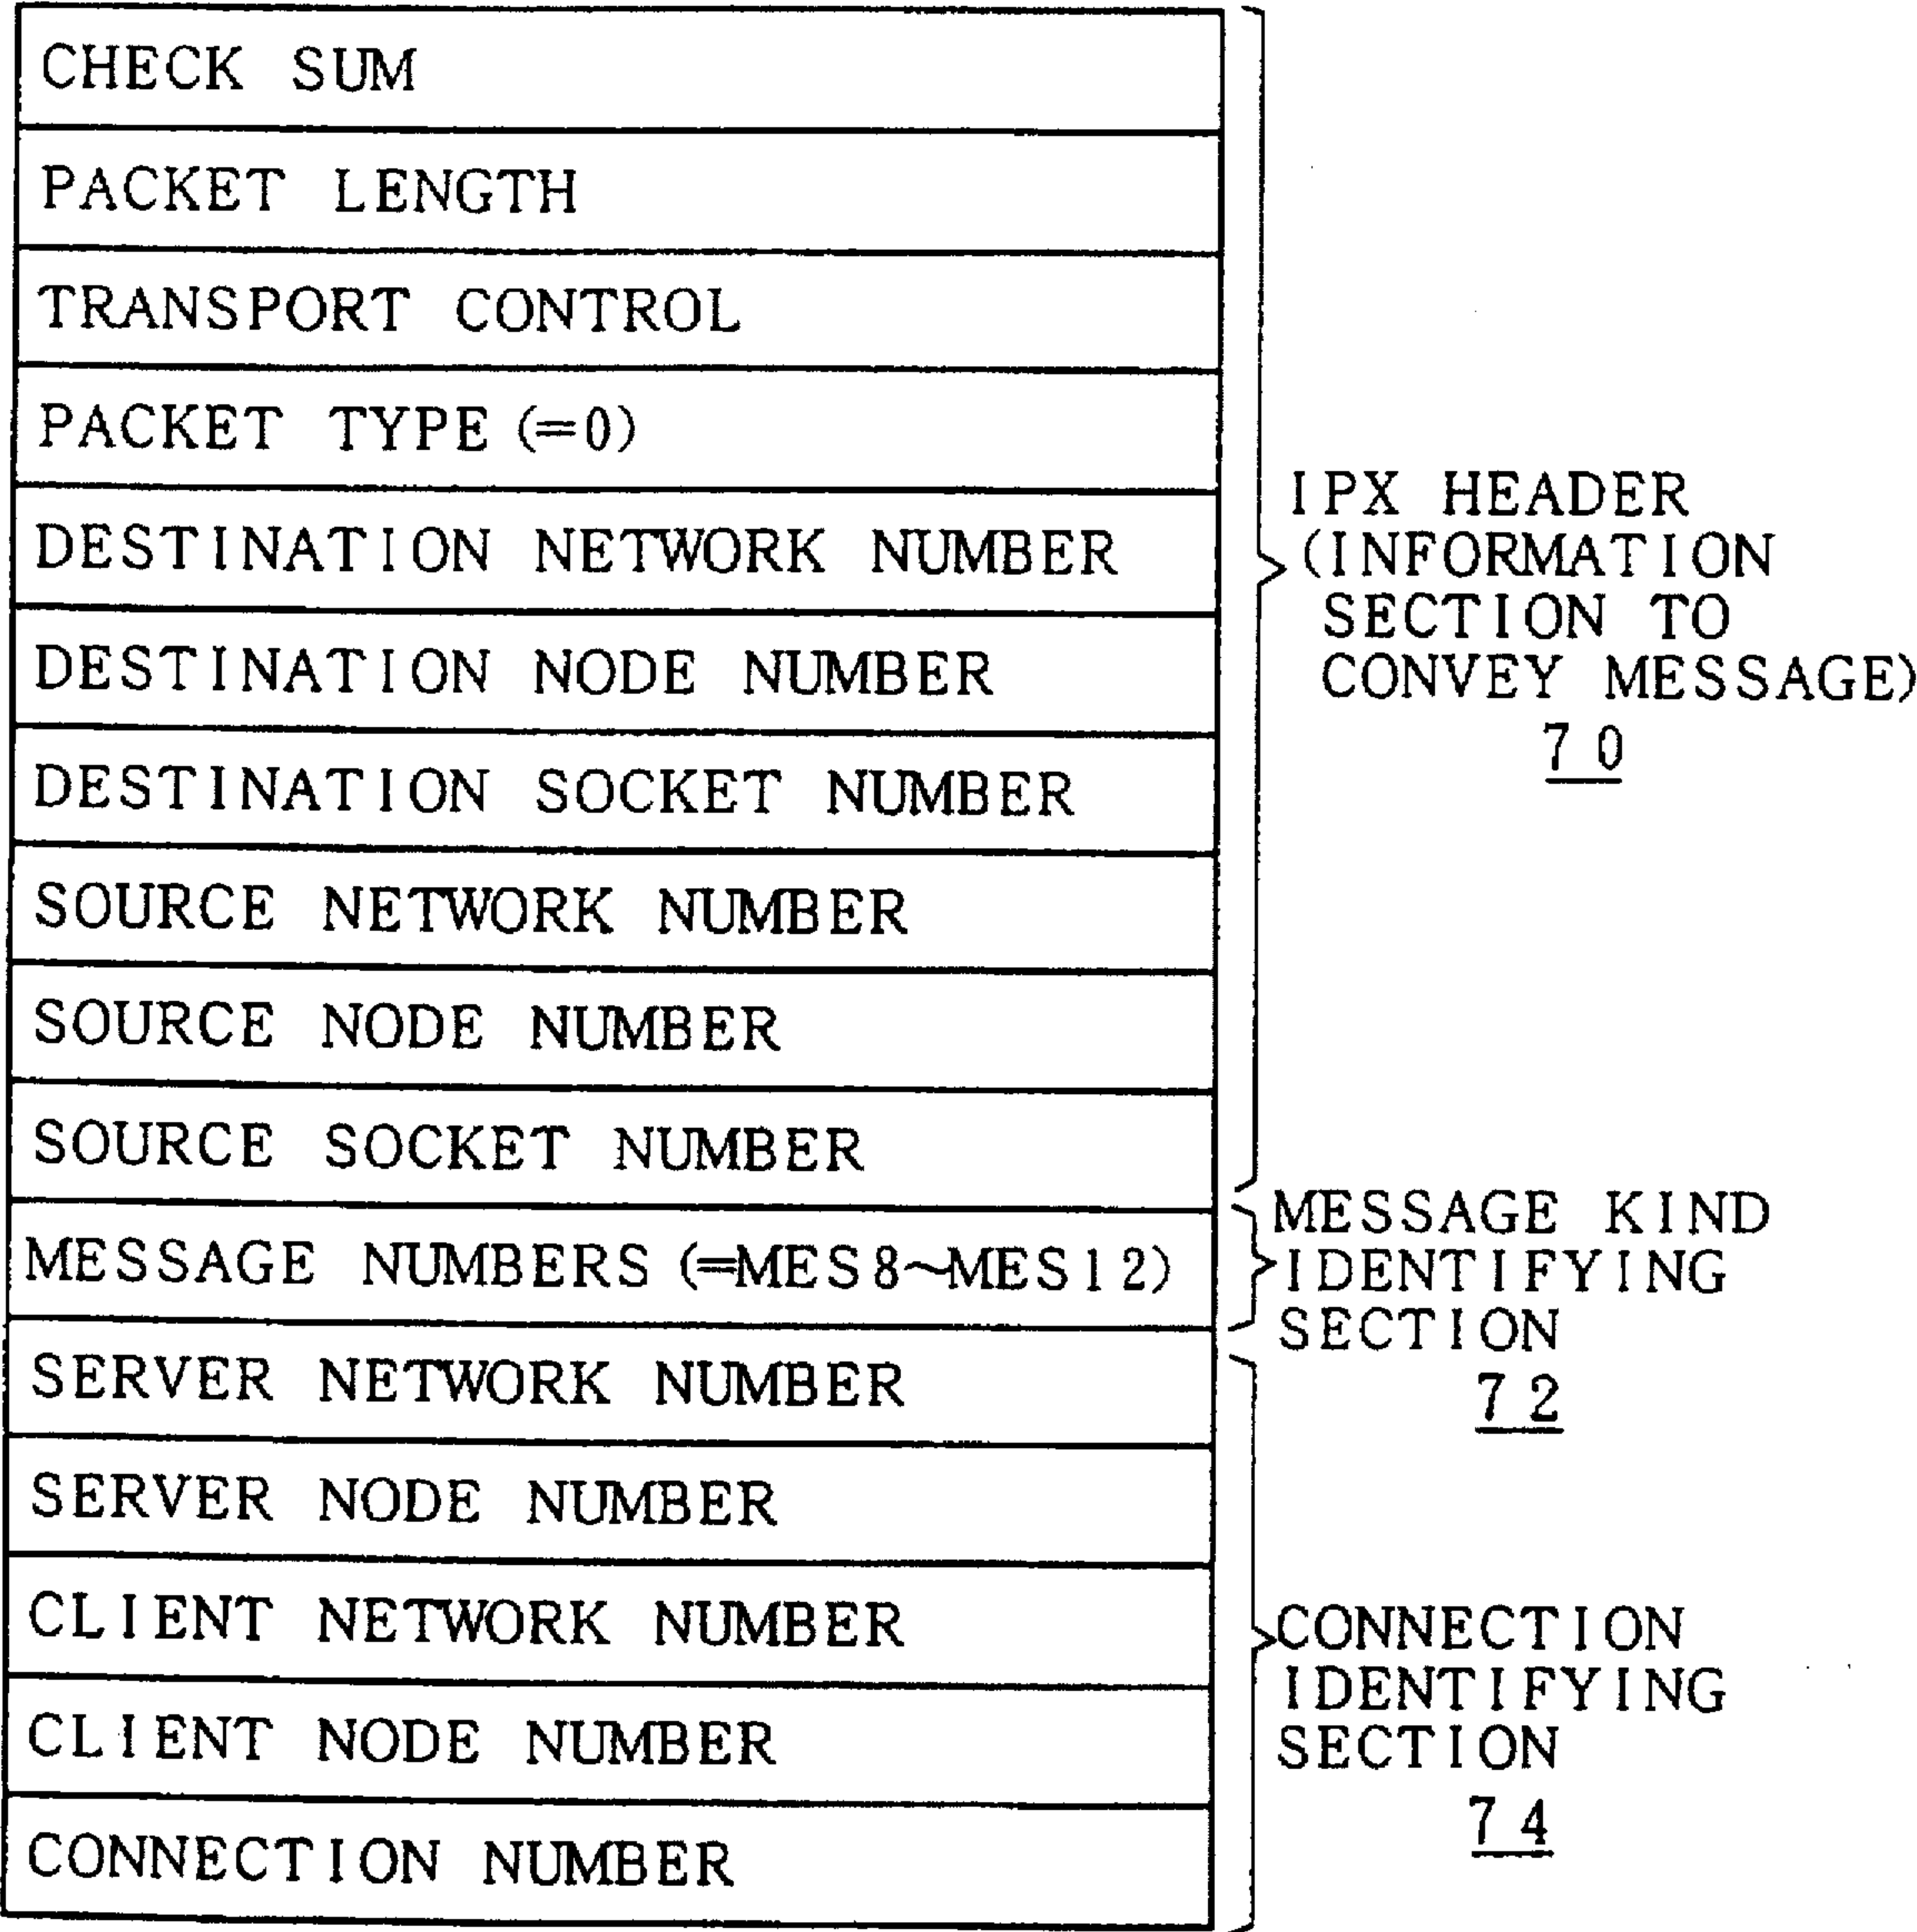 CHECK SUM
PACKET LENGTH
TRANSPORT CONTROL
PACKET TYPE (=0)
DESTINATION NETWORK NUMBER
DESTINATION NODE NUMBER
DESTINATION SOCKET NUMBER
SOURCE NETWORK NUMBER
SOURCE NODE NUMBER
SOURCE SOCKET NUMBER
MESSAGE NUMBERS (=MES8~MES12)
SERVER NETWORK NUMBER
SERVER NODE NUMBER
CLIENT NETWORK NUMBER
CLIENT NODE NUMBER
CONNECTION NUMBER
IPX HEADER
(INFORMATION
SECTION TO
CONVEY MESSAGE)
70
MESSAGE KIND
IDENTIFYING
SECTION
72
CONNECTION
IDENTIFYING
SECTION
74